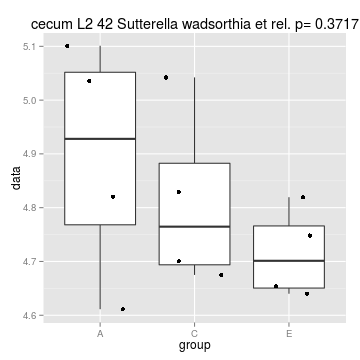 cecum L2 42 Sutterella wadsorthia et rel. p= 0.3717
5.1
5.0
4.9
4.8
4.7
4.6
data
A C E
group